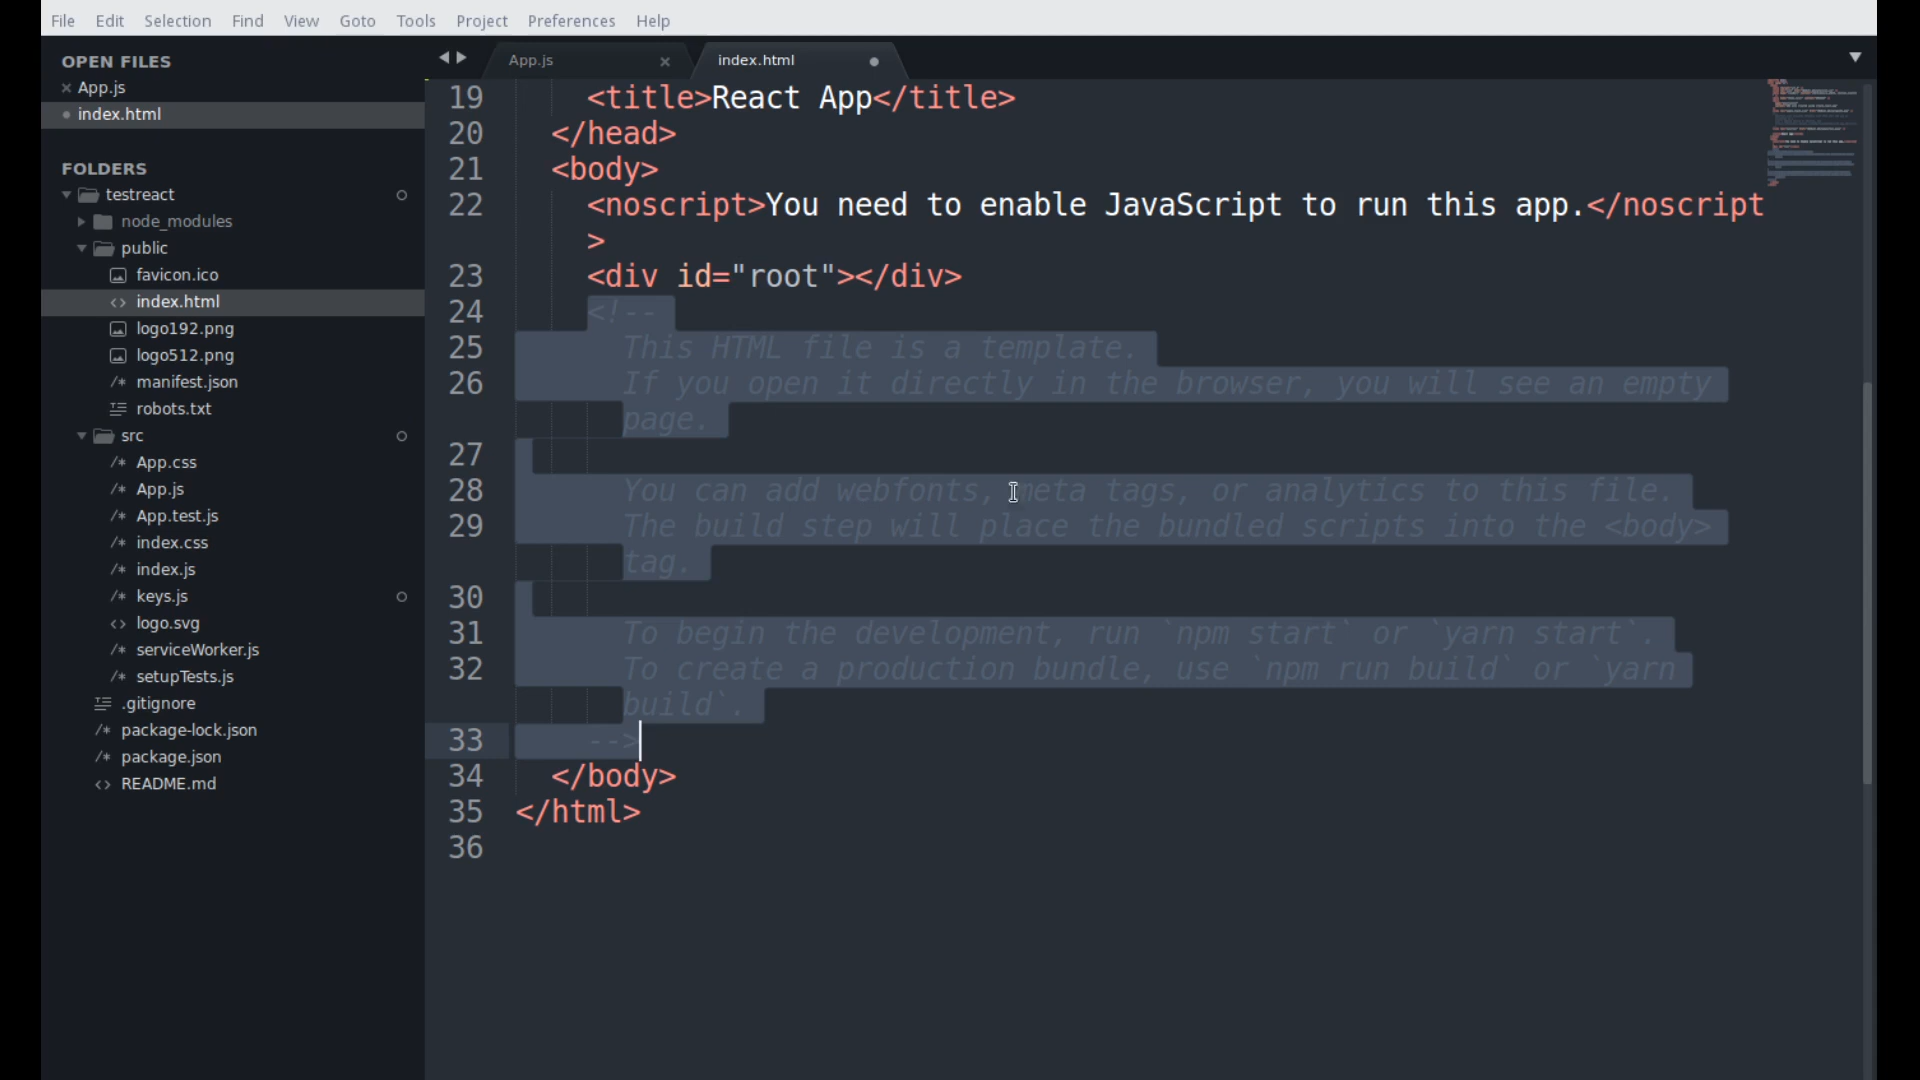 File Edit Selection Find View Goto Tools Project Preferences Help
OPEN FILES
App.js
index.html
FOLDERS
testreact
node_modules
public
favicon.ico
index.html
logo192.png
logo512.png
manifest.json
robots.txt
src
App.css
App.js
App.test.js
index.css
index.js
keys.js
logo.svg
serviceWorker.js
setupTests.js
.gitignore
package-lock.json
package.json
README.md
App.js
index.html
19 <title>React App</title>
20 </head>
21 <body>
22 <noscript>You need to enable JavaScript to run this app.</noscript
>
23 <div id="root"></div>
24 <!--
25 This HTML file is a template.
26 If you open it directly in the browser, you will see an empty
page.
27
28 You can add webfonts, meta tags, or analytics to this file.
29 The build step will place the bundled scripts into the <body>
tag.
30
31 To begin the development, run `npm start` or `yarn start`.
32 To create a production bundle, use `npm run build` or `yarn
build`.
33 -->
34 </body>
35 </html>
36